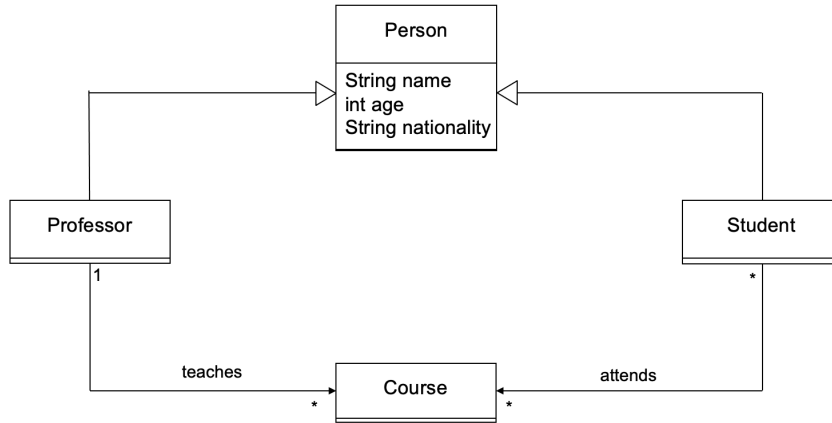 Person
String name
int age
String nationality
Professor
Student
1
*
teaches
attends
Course
*
*